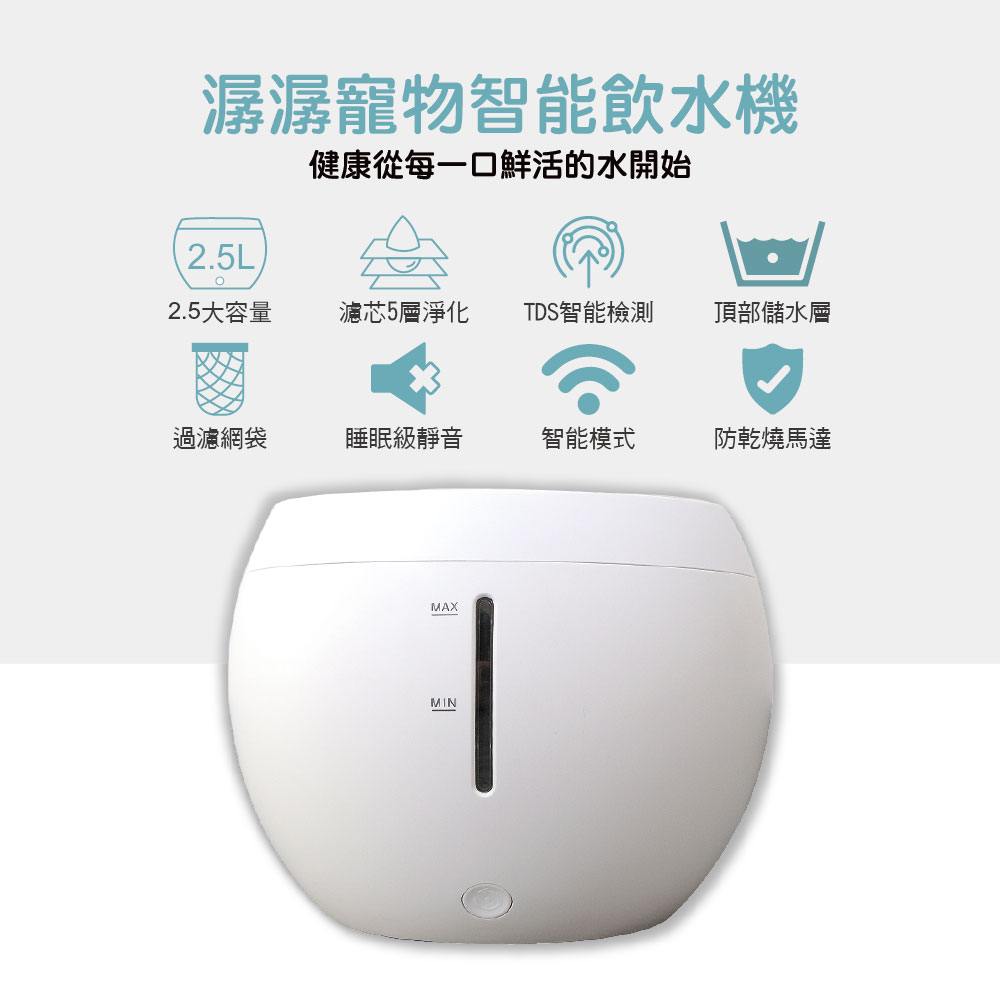 潺潺寵物智能飲水機
健康從每一口鮮活的水開始
2.5L
2.5大容量
濾芯5層淨化
TDS智能檢測
頂部儲水層
過濾網袋
睡眠級靜音
智能模式
防乾燒馬達
MAX
MIN